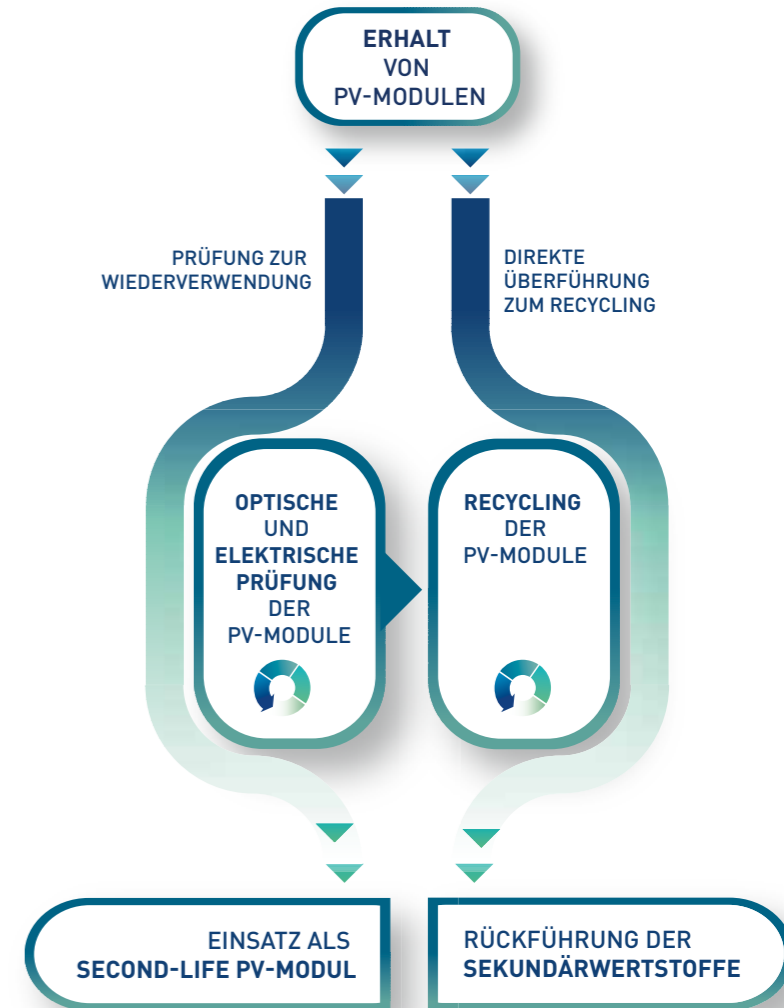 ERHALT
VON
PV-MODULEN
PRÜFUNG ZUR
WIEDERVERWENDUNG
DIREKTE
ÜBERFÜHRUNG
ZUM RECYCLING
OPTISCHE
UND
ELEKTRISCHE
PRÜFUNG
DER
PV-MODULE
RECYCLING
DER
PV-MODULE
EINSATZ ALS
SECOND-LIFE PV-MODUL
RÜCKFÜHRUNG DER
SEKUNDÄRWERTSTOFFE